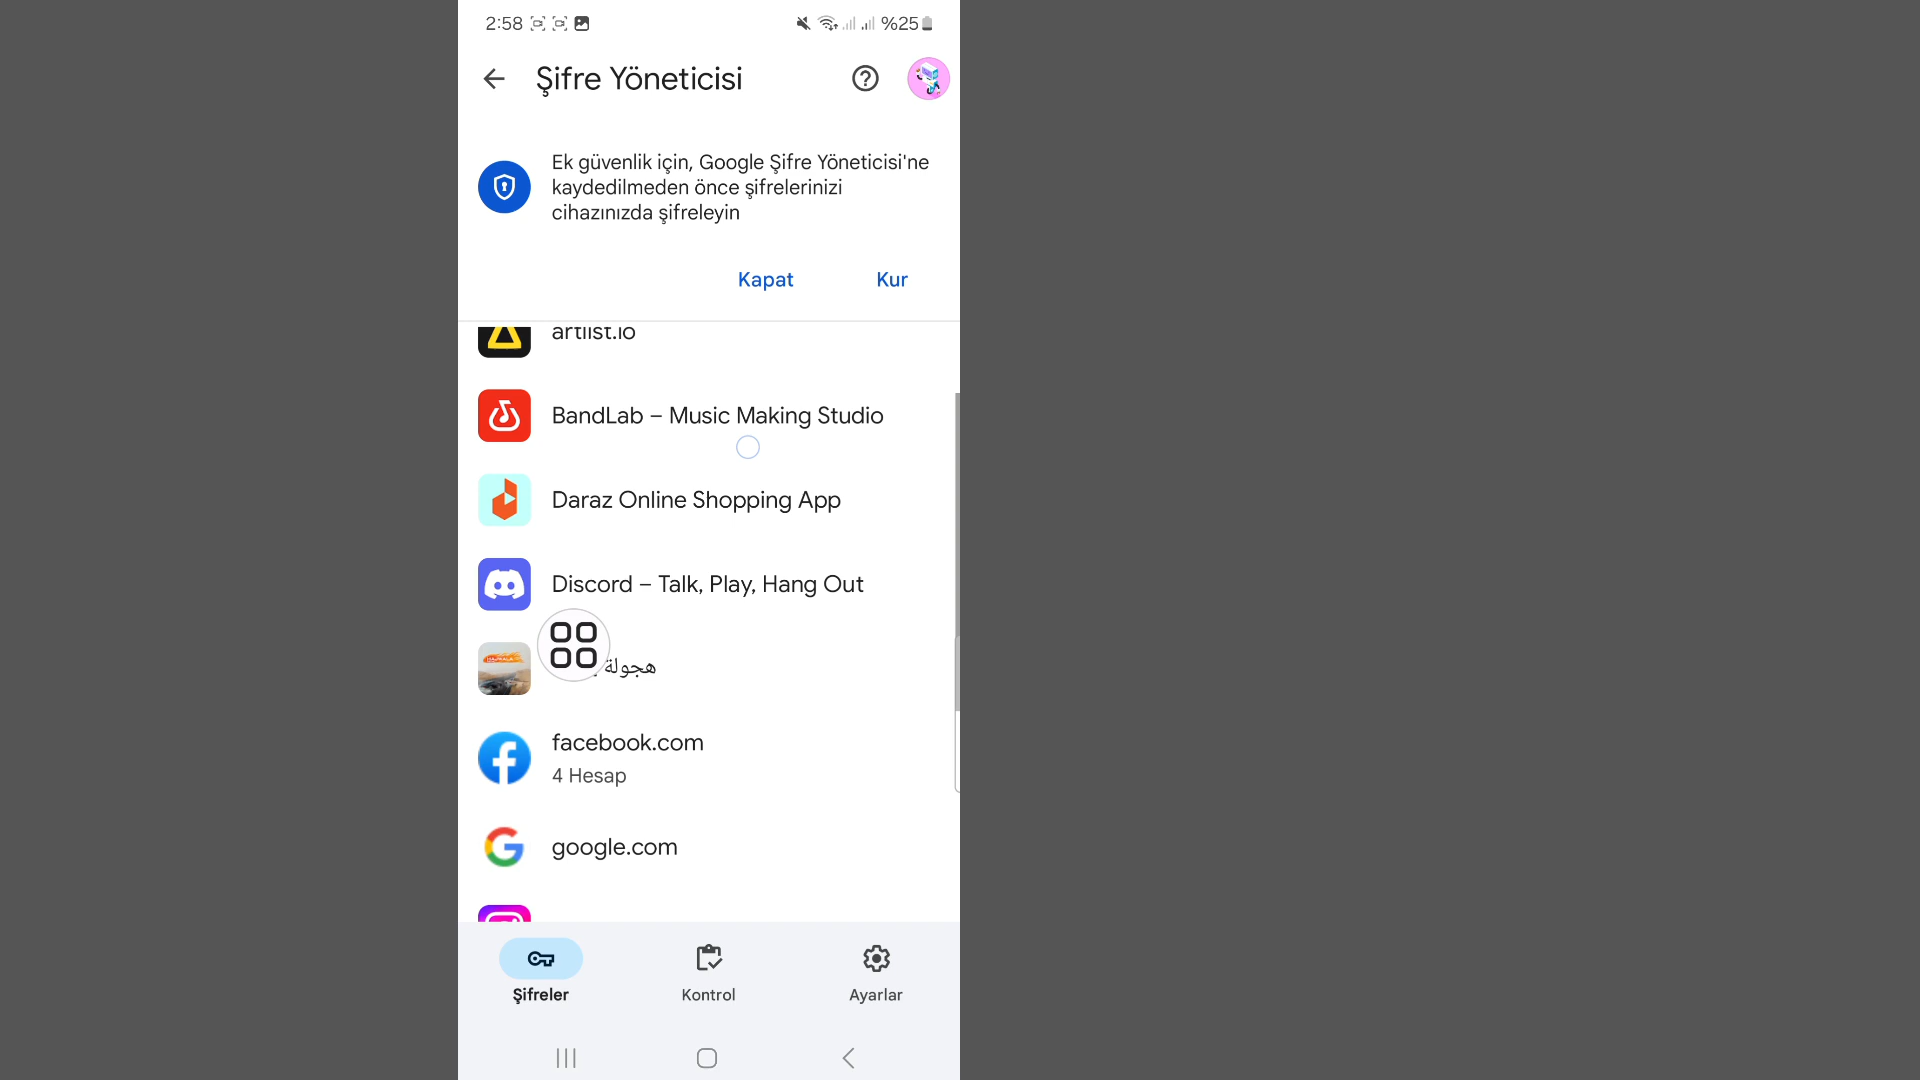 2:58
%25
Şifre Yöneticisi
Ek güvenlik için, Google Şifre Yöneticisi'ne
kaydedilmeden önce şifrelerinizi
cihazınızda şifreleyin
Kapat
Kur
artlist.io
BandLab – Music Making Studio
Daraz Online Shopping App
Discord – Talk, Play, Hang Out
هجولة
facebook.com
4 Hesap
google.com
Şifreler
Kontrol
Ayarlar